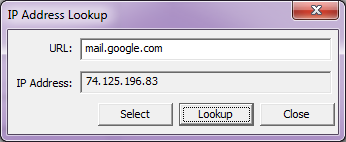 IP Address Lookup
URL: mail.google.com
IP Address: 74.125.196.83
Select Lookup Close